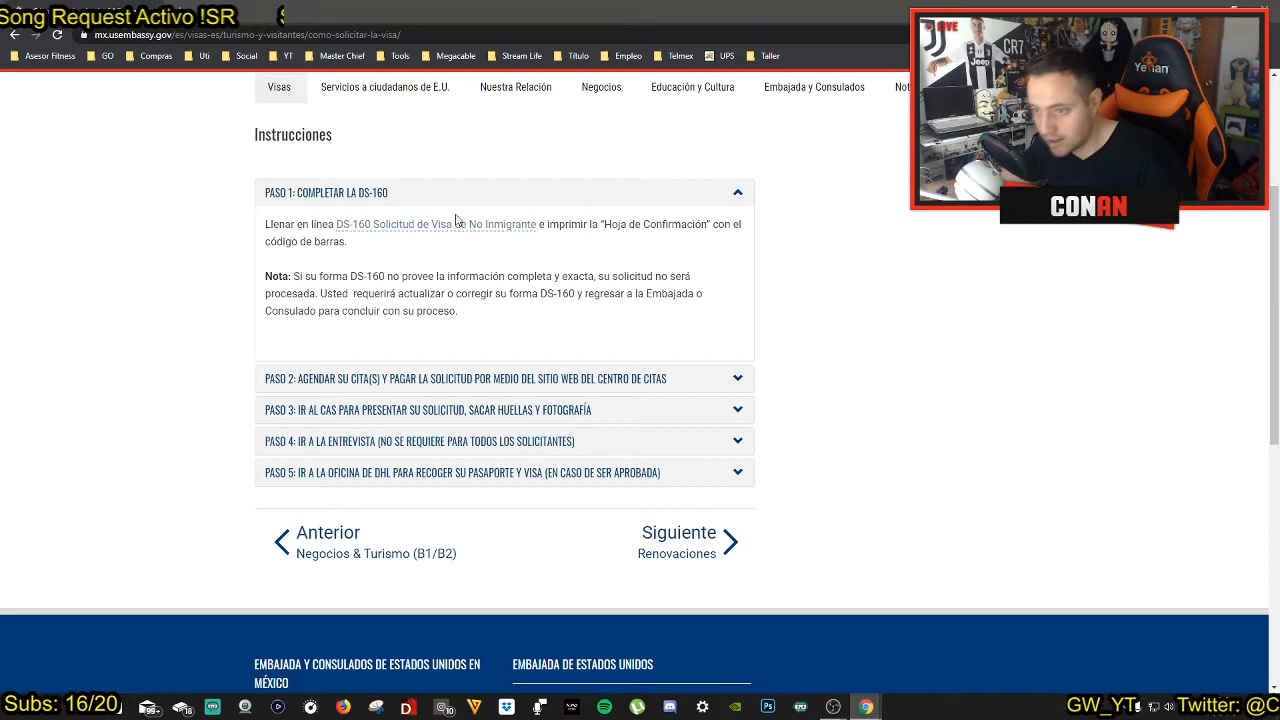 Song Request Activo !SR
mx.usembassy.gov/es/visas-es/turismo-y-visitantes/como-solicitar-la-visa/
Asesor Fiscal
GO
Compras
Uti
Social
YT
Master Chef
Tools
Megacable
Stream Life
Titulo
Empleo
Telmex
UPS
Taller
LIVE
CR7
Jeep
Yeyian
CONAN
Visas
Servicios a ciudadanos de E.U.
Nuestra Relación
Negocios
Educación y Cultura
Embajada y Consulados
Not
Instrucciones
PASO 1: COMPLETAR LA DS-160
Llenar en línea DS-160 Solicitud de Visa de No Inmigrante e imprimir la “Hoja de Confirmación” con el
código de barras.
Nota: Si su forma DS-160 no provee la información completa y exacta, su solicitud no será
procesada. Usted requerirá actualizar o corregir su forma DS-160 y regresar a la Embajada o
Consulado para concluir con su proceso.
PASO 2: AGENDAR SU CITA(S) Y PAGAR LA SOLICITUD POR MEDIO DEL SITIO WEB DEL CENTRO DE CITAS
PASO 3: IR AL CAS PARA PRESENTAR SU SOLICITUD, SACAR HUELLAS Y FOTOGRAFÍA
PASO 4: IR A LA ENTREVISTA (NO SE REQUIERE PARA TODOS LOS SOLICITANTES)
PASO 5: IR A LA OFICINA DE DHL PARA RECOGER SU PASAPORTE Y VISA (EN CASO DE SER APROBADA)
Anterior
Negocios & Turismo (B1/B2)
Siguiente
Renovaciones
EMBAJADA Y CONSULADOS DE ESTADOS UNIDOS EN
MÉXICO
EMBAJADA DE ESTADOS UNIDOS
Subs: 16/20
GW_YT
Twitter: @C